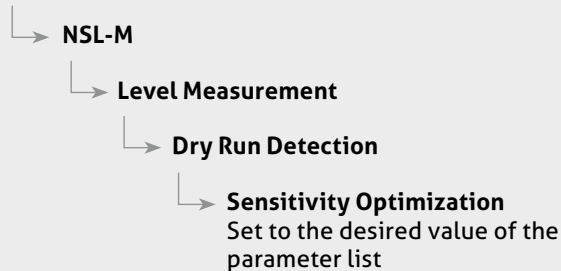 NSL-M
Level Measurement
Dry Run Detection
Sensitivity Optimization
Set to the desired value of the
parameter list